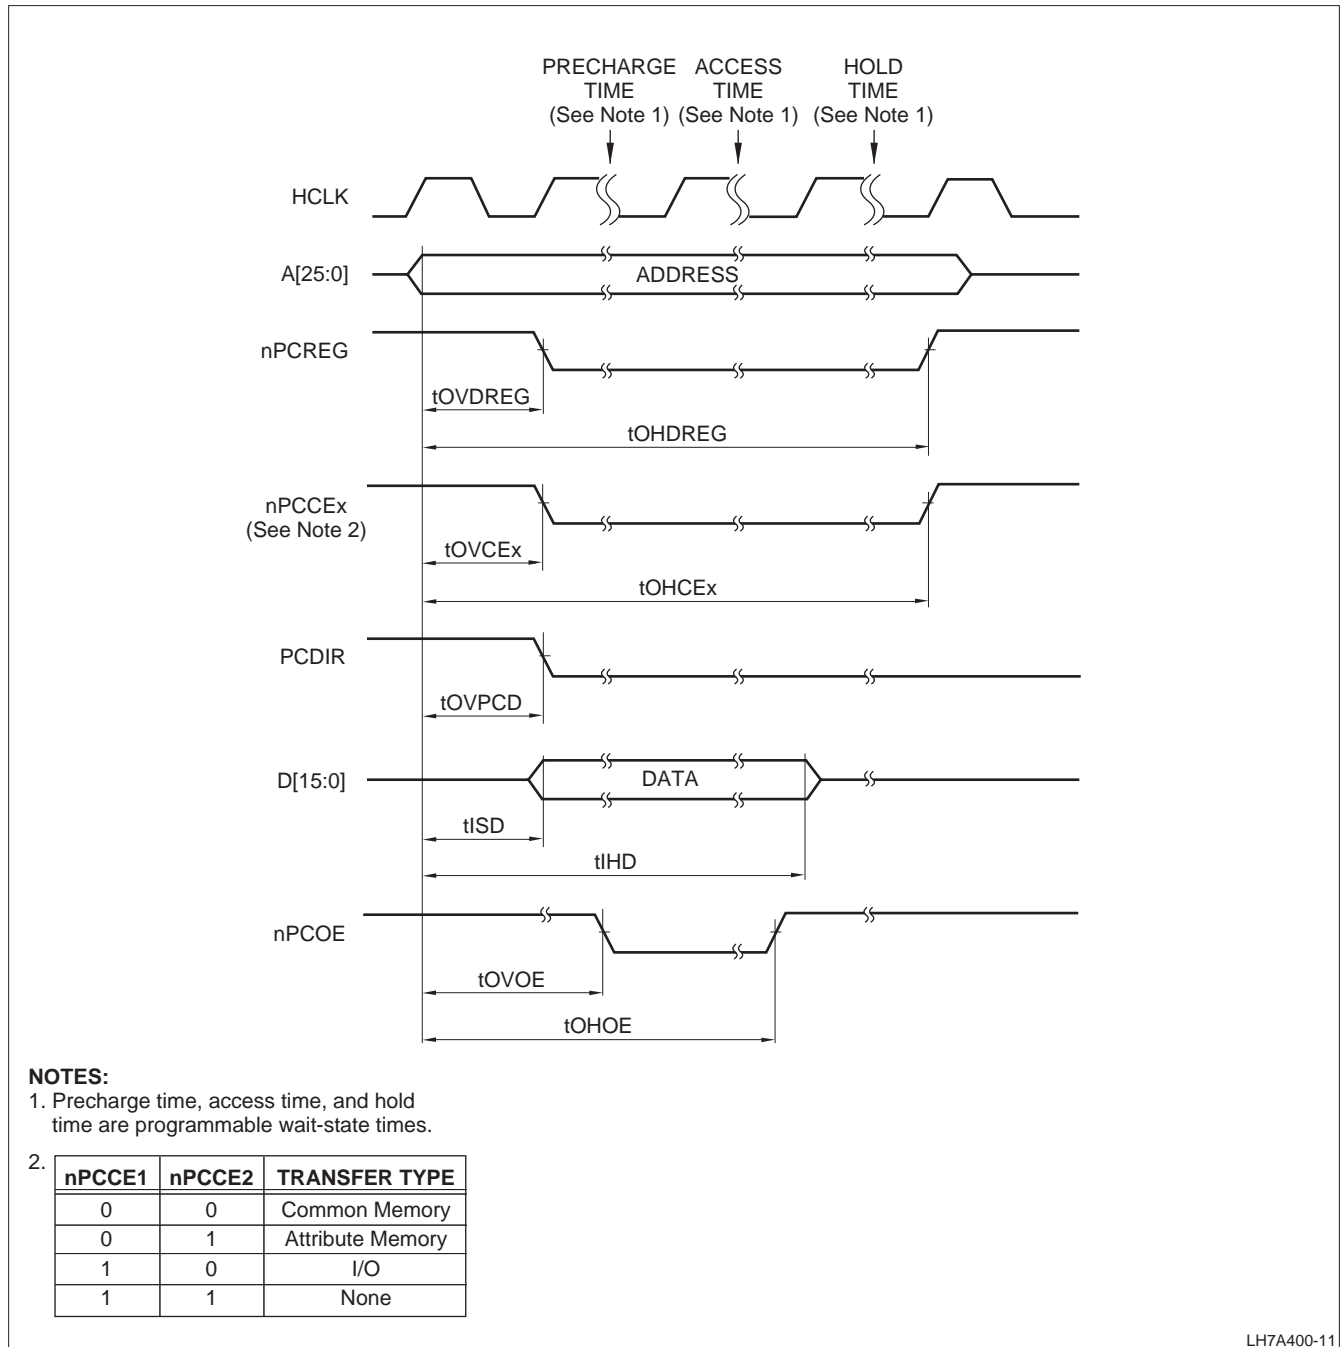 PRECHARGE TIME (See Note 1)
ACCESS TIME (See Note 1)
HOLD TIME (See Note 1)
HCLK
A[25:0]
ADDRESS
nPCREG
tOVDREG
tOHDREG
nPCCEx
(See Note 2)
tOVCEx
tOHCEx
PCDIR
tOVPCD
D[15:0]
DATA
tISD
tIHD
nPCOE
tOVOE
tOHOE
NOTES:
1. Precharge time, access time, and hold
time are programmable wait-state times.
2.
nPCCE1 nPCCE2 TRANSFER TYPE
0 0 Common Memory
0 1 Attribute Memory
1 0 I/O
1 1 None
LH7A400-11